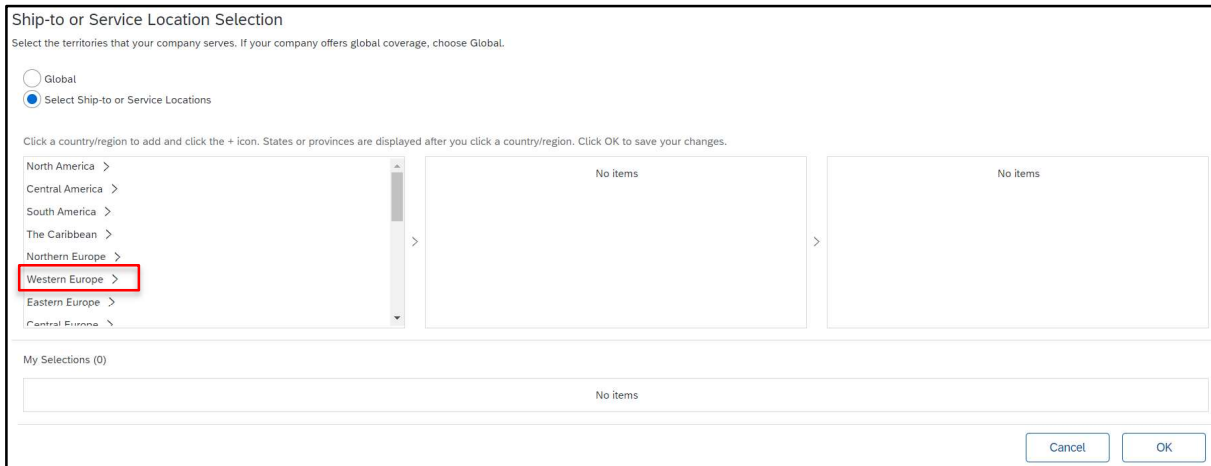 Ship-to or Service Location Selection
Select the territories that your company serves. If your company offers global coverage, choose Global.
Global
Select Ship-to or Service Locations
Click a country/region to add and click the + icon. States or provinces are displayed after you click a country/region. Click OK to save your changes.
North America >
Central America >
South America >
The Caribbean >
Northern Europe >
Western Europe >
Eastern Europe >
Central Europe >
>
No items
>
No items
My Selections (0)
No items
Cancel
OK